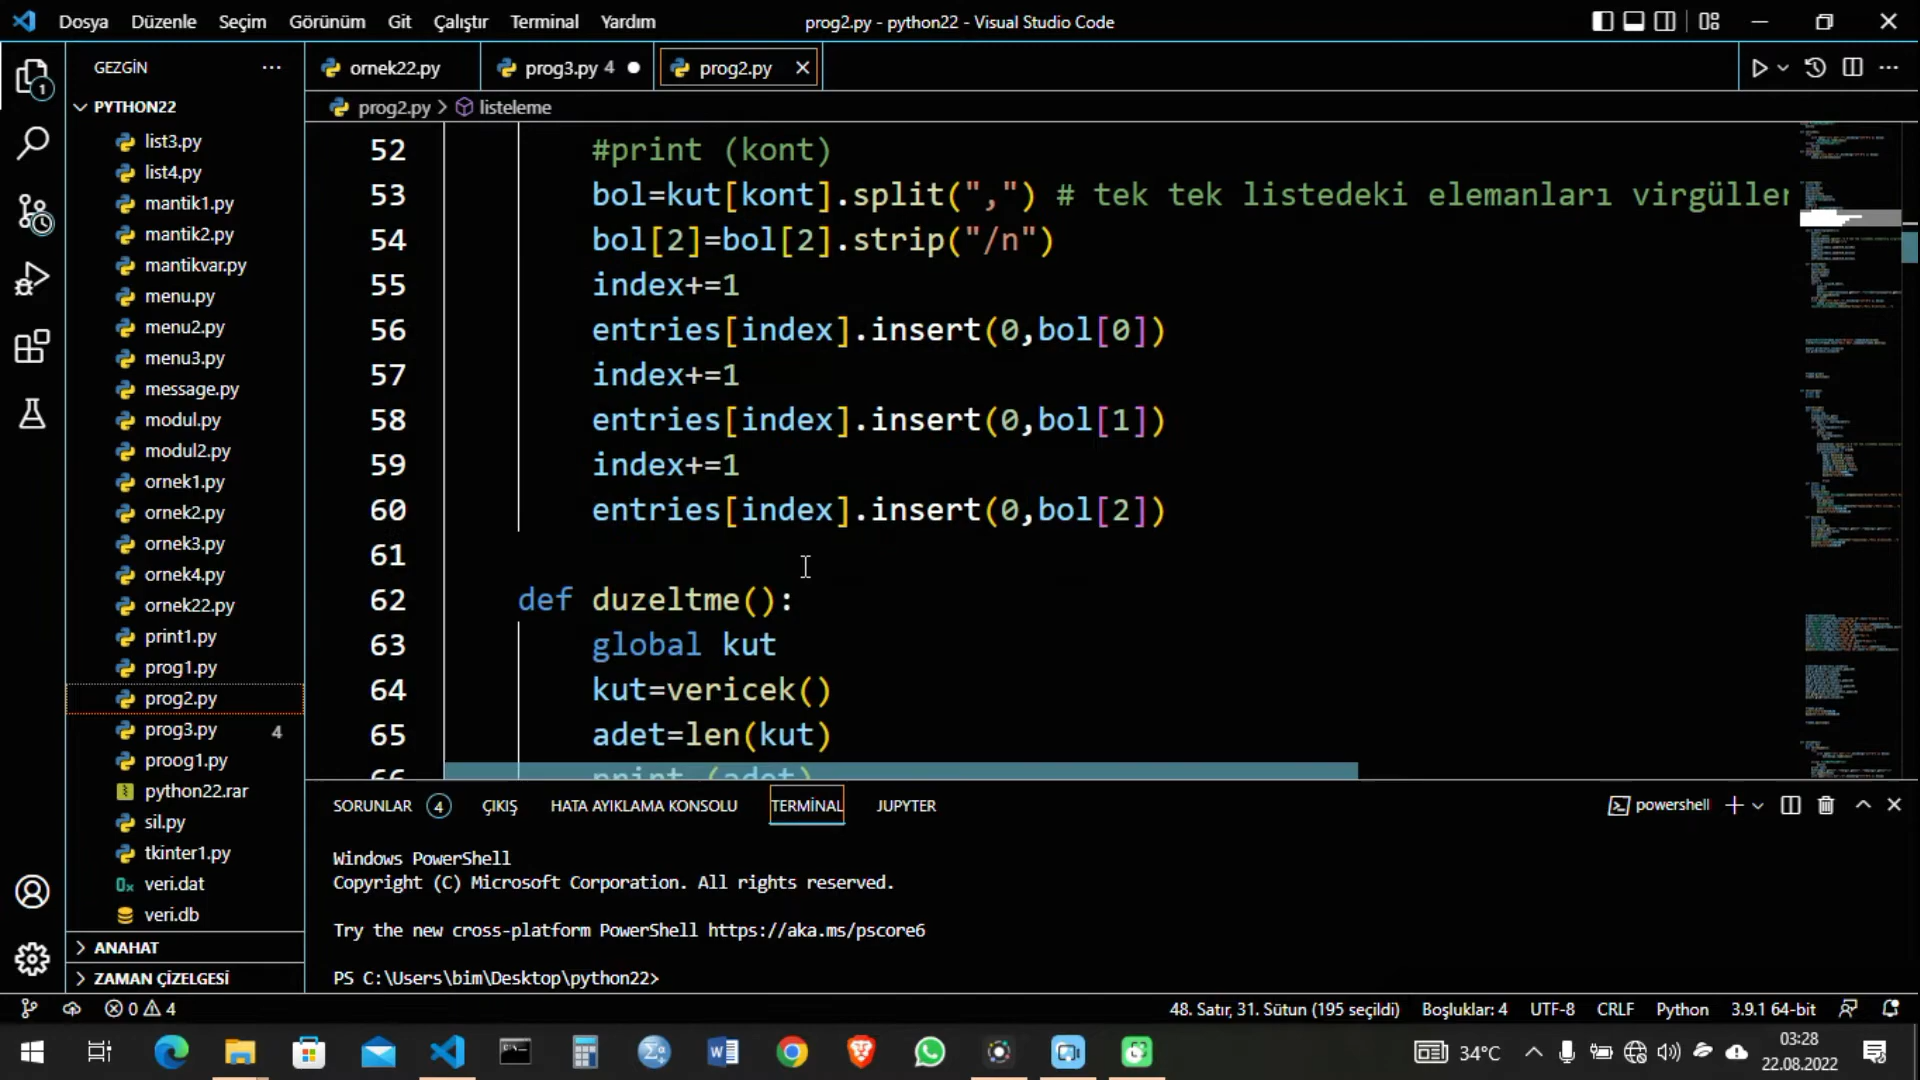 Dosya Düzenle Seçim Görünüm Git Çalıştır Terminal Yardım prog2.py - python22 - Visual Studio Code
GEZGİN
1
PYTHON22
list3.py
list4.py
mantik1.py
mantik2.py
mantikvar.py
menu.py
menu2.py
menu3.py
message.py
modul.py
modul2.py
ornek1.py
ornek2.py
ornek3.py
ornek4.py
ornek22.py
print1.py
prog1.py
prog2.py
prog3.py 4
proog1.py
python22.rar
sil.py
tkinter1.py
veri.dat
veri.db
ANAHAT
ZAMAN ÇİZELGESİ
ornek22.py prog3.py 4 prog2.py
prog2.py > listeleme
52 #print (kont)
53 bol=kut[kont].split(",") # tek tek listedeki elemanları virgüller
54 bol[2]=bol[2].strip("/n")
55 index+=1
56 entries[index].insert(0,bol[0])
57 index+=1
58 entries[index].insert(0,bol[1])
59 index+=1
60 entries[index].insert(0,bol[2])
61
62 def duzeltme():
63 global kut
64 kut=vericek()
65 adet=len(kut)
66 print (adet)
SORUNLAR 4 ÇIKIŞ HATA AYIKLAMA KONSOLU TERMİNAL JUPYTER powershell
Windows PowerShell
Copyright (C) Microsoft Corporation. All rights reserved.
Try the new cross-platform PowerShell https://aka.ms/pscore6
PS C:\Users\bim\Desktop\python22>
0 4 48. Satır, 31. Sütun (195 seçildi) Boşluklar: 4 UTF-8 CRLF Python 3.9.1 64-bit
34°C 03:28
22.08.2022